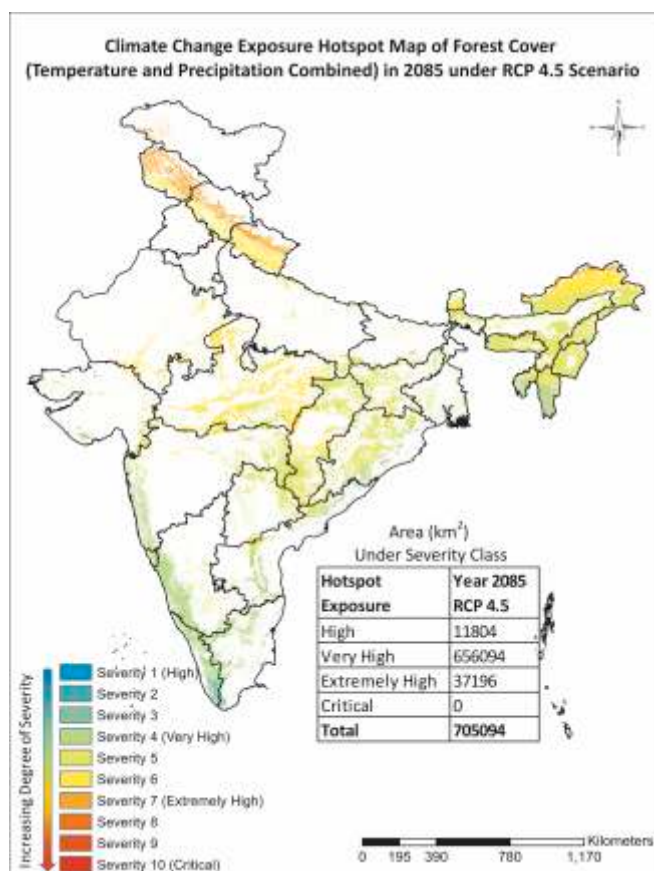 Climate Change Exposure Hotspot Map of Forest Cover
(Temperature and Precipitation Combined) in 2085 under RCP 4.5 Scenario
Area (km²)
Under Severity Class
Hotspot Exposure Year 2085 RCP 4.5
High 11804
Very High 656094
Extremely High 37196
Critical 0
Total 705094
Increasing Degree of Severity
Severity 1 (High)
Severity 2
Severity 3
Severity 4 (Very High)
Severity 5
Severity 6
Severity 7 (Extremely High)
Severity 8
Severity 9
Severity 10 (Critical)
Kilometers
0 195 390 780 1,170